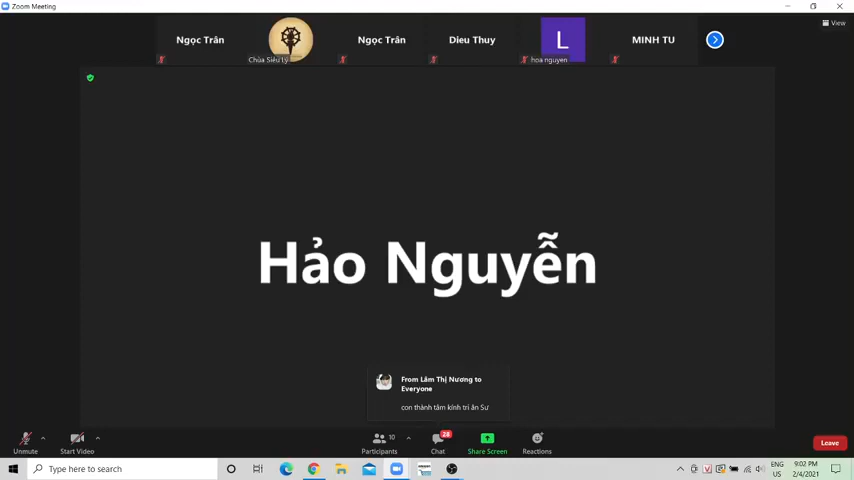 Zoom Meeting
View
Ngọc Trân
Chùa Siêu Lý
Ngọc Trân
Dieu Thuy
L
hoa nguyen
MINH TU
Hảo Nguyễn
From Lâm Thị Nương to
Everyone
con thành tâm kính tri ân Sư
Unmute
Start Video
10
Participants
28
Chat
Share Screen
Reactions
Leave
Type here to search
ENG
US
9:02 PM
2/4/2021